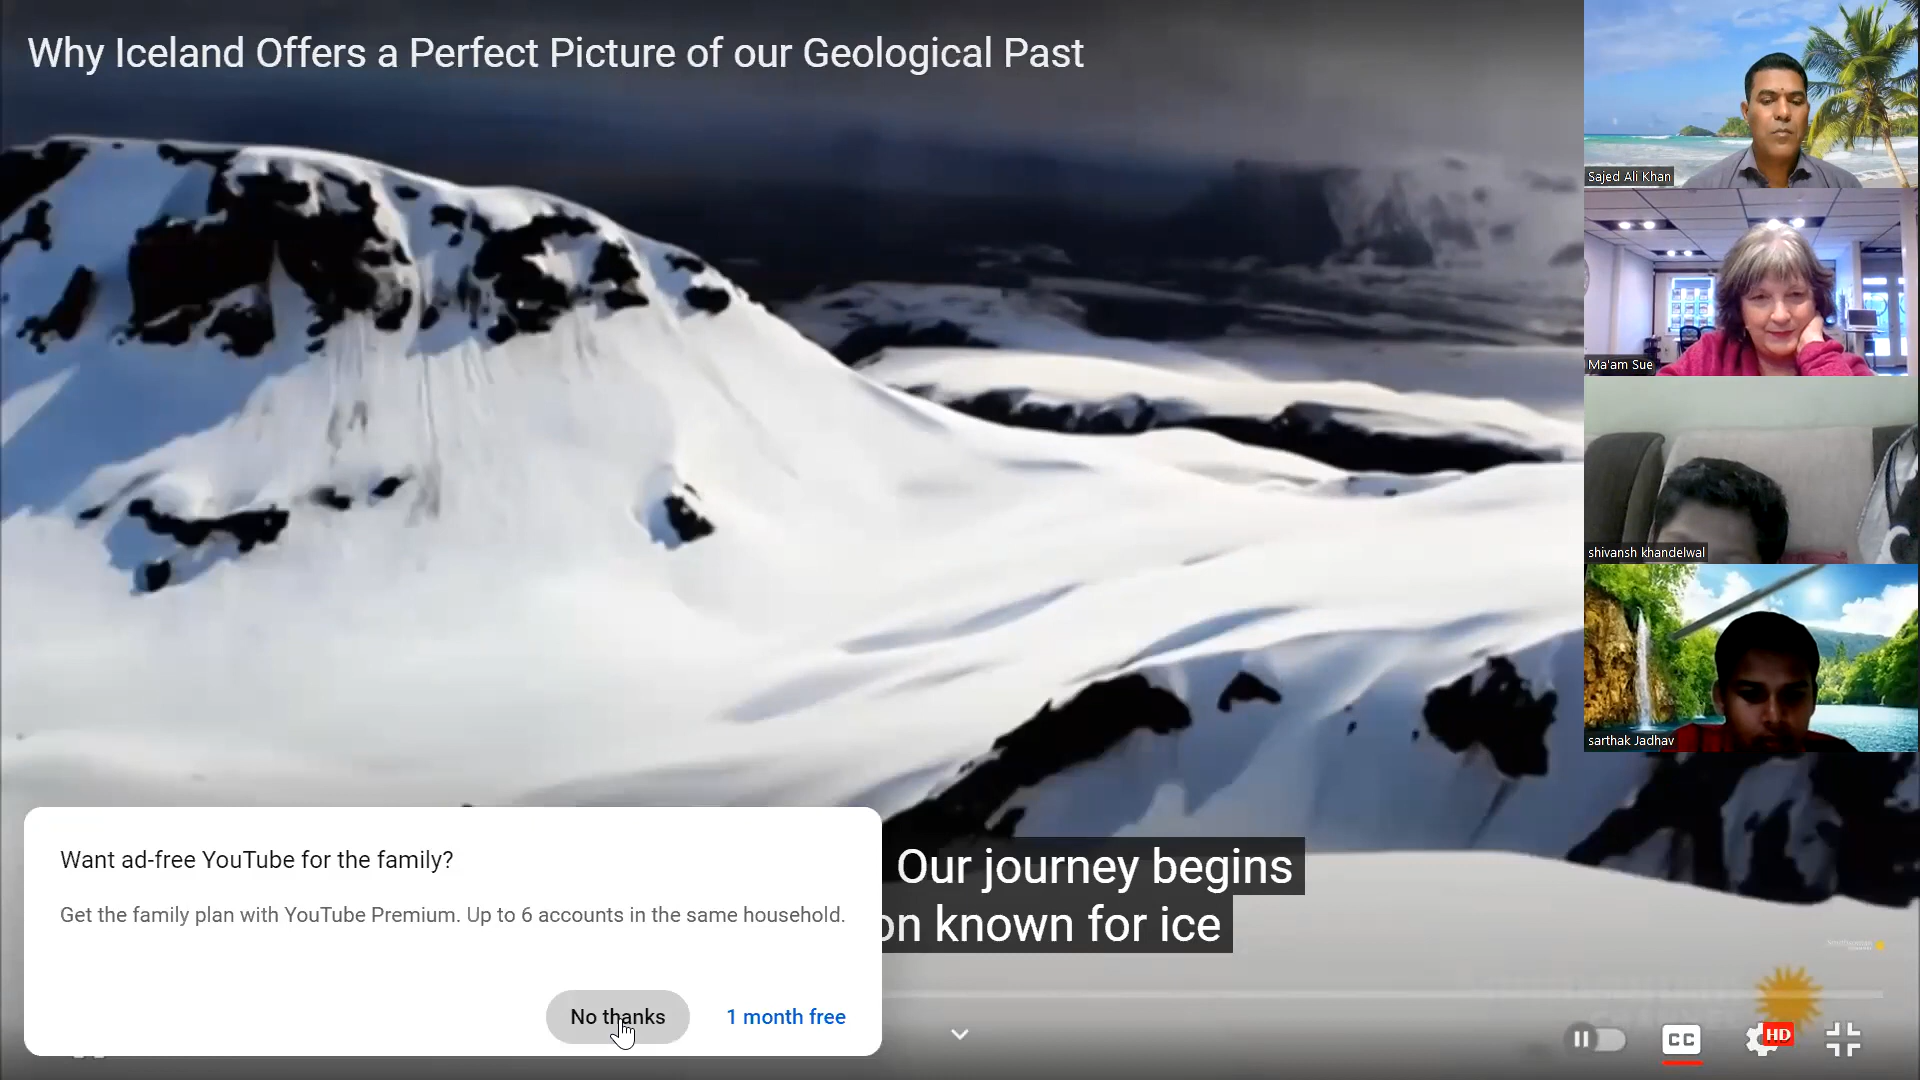 Why Iceland Offers a Perfect Picture of our Geological Past
Sajed Ali Khan
Ma'am Sue
shivansh khandelwal
sarthak Jadhav
Our journey begins
on known for ice
Want ad-free YouTube for the family?
Get the family plan with YouTube Premium. Up to 6 accounts in the same household.
No thanks
1 month free
CC
HD